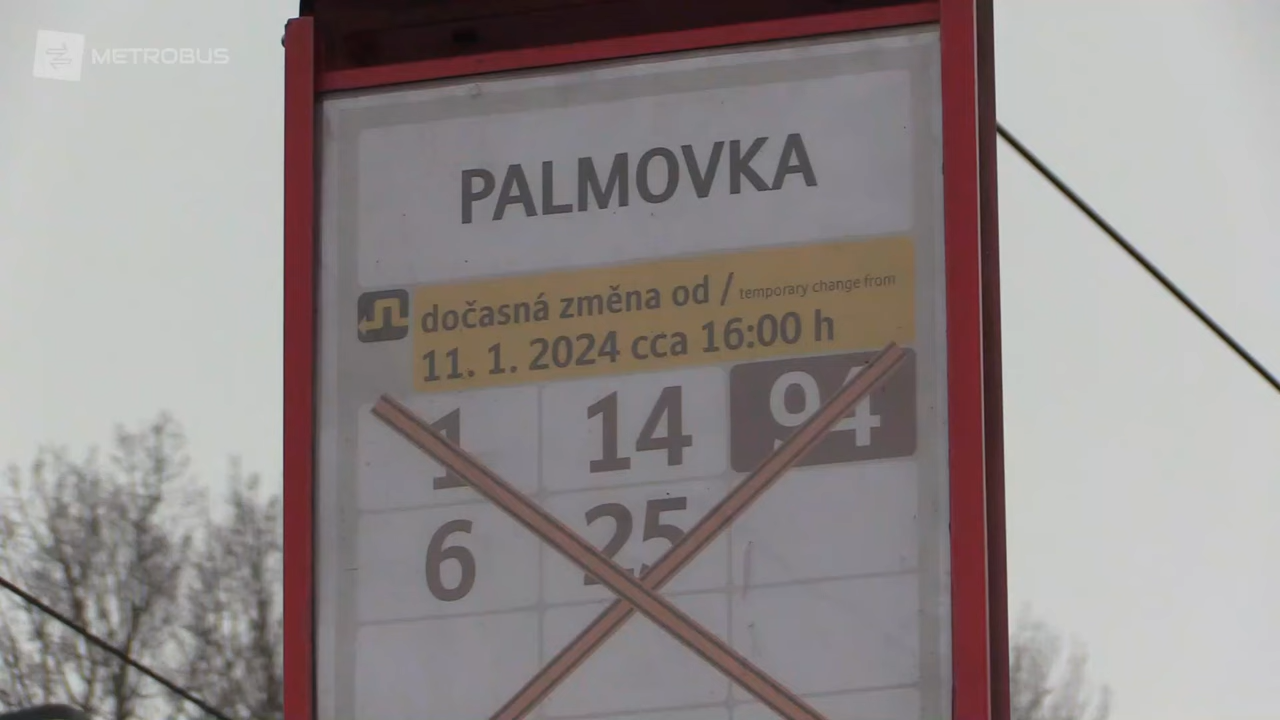 METROBUS
PALMOVKA
dočasná změna od / temporary change from
11. 1. 2024 cca 16:00 h
1 14 94
6 25